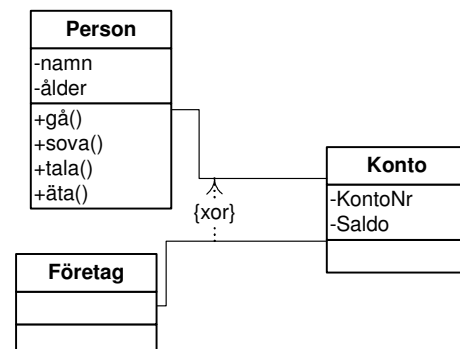 Person
-namn
-ålder
+gå()
+sova()
+tala()
+äta()
{xor}
Konto
-KontoNr
-Saldo
Företag